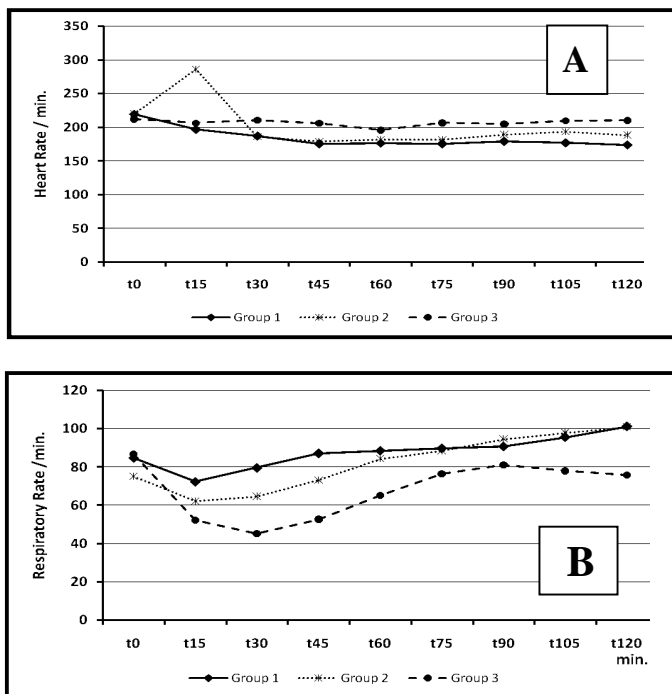 350
300
250
200
150
100
50
0
Heart Rate / min.
A
t0 t15 t30 t45 t60 t75 t90 t105 t120
Group 1 Group 2 Group 3
120
100
80
60
40
20
0
Respiratory Rate /min.
B
t0 t15 t30 t45 t60 t75 t90 t105 t120
min.
Group 1 Group 2 Group 3